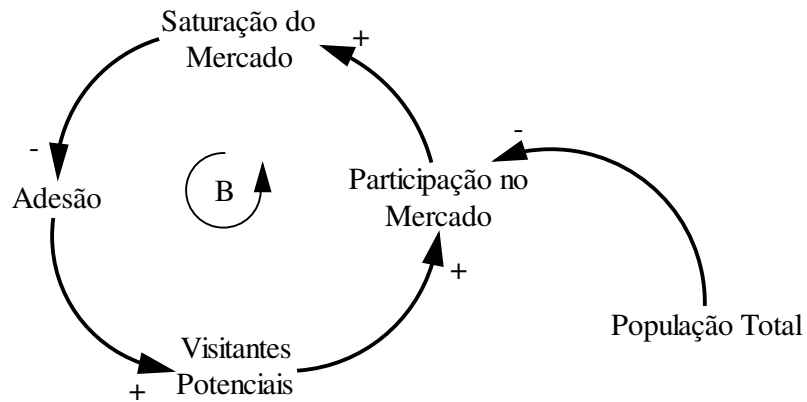 Saturação do
Mercado
+
-
-
Adesão
B
Participação no
Mercado
+
População Total
Visitantes
Potenciais
+